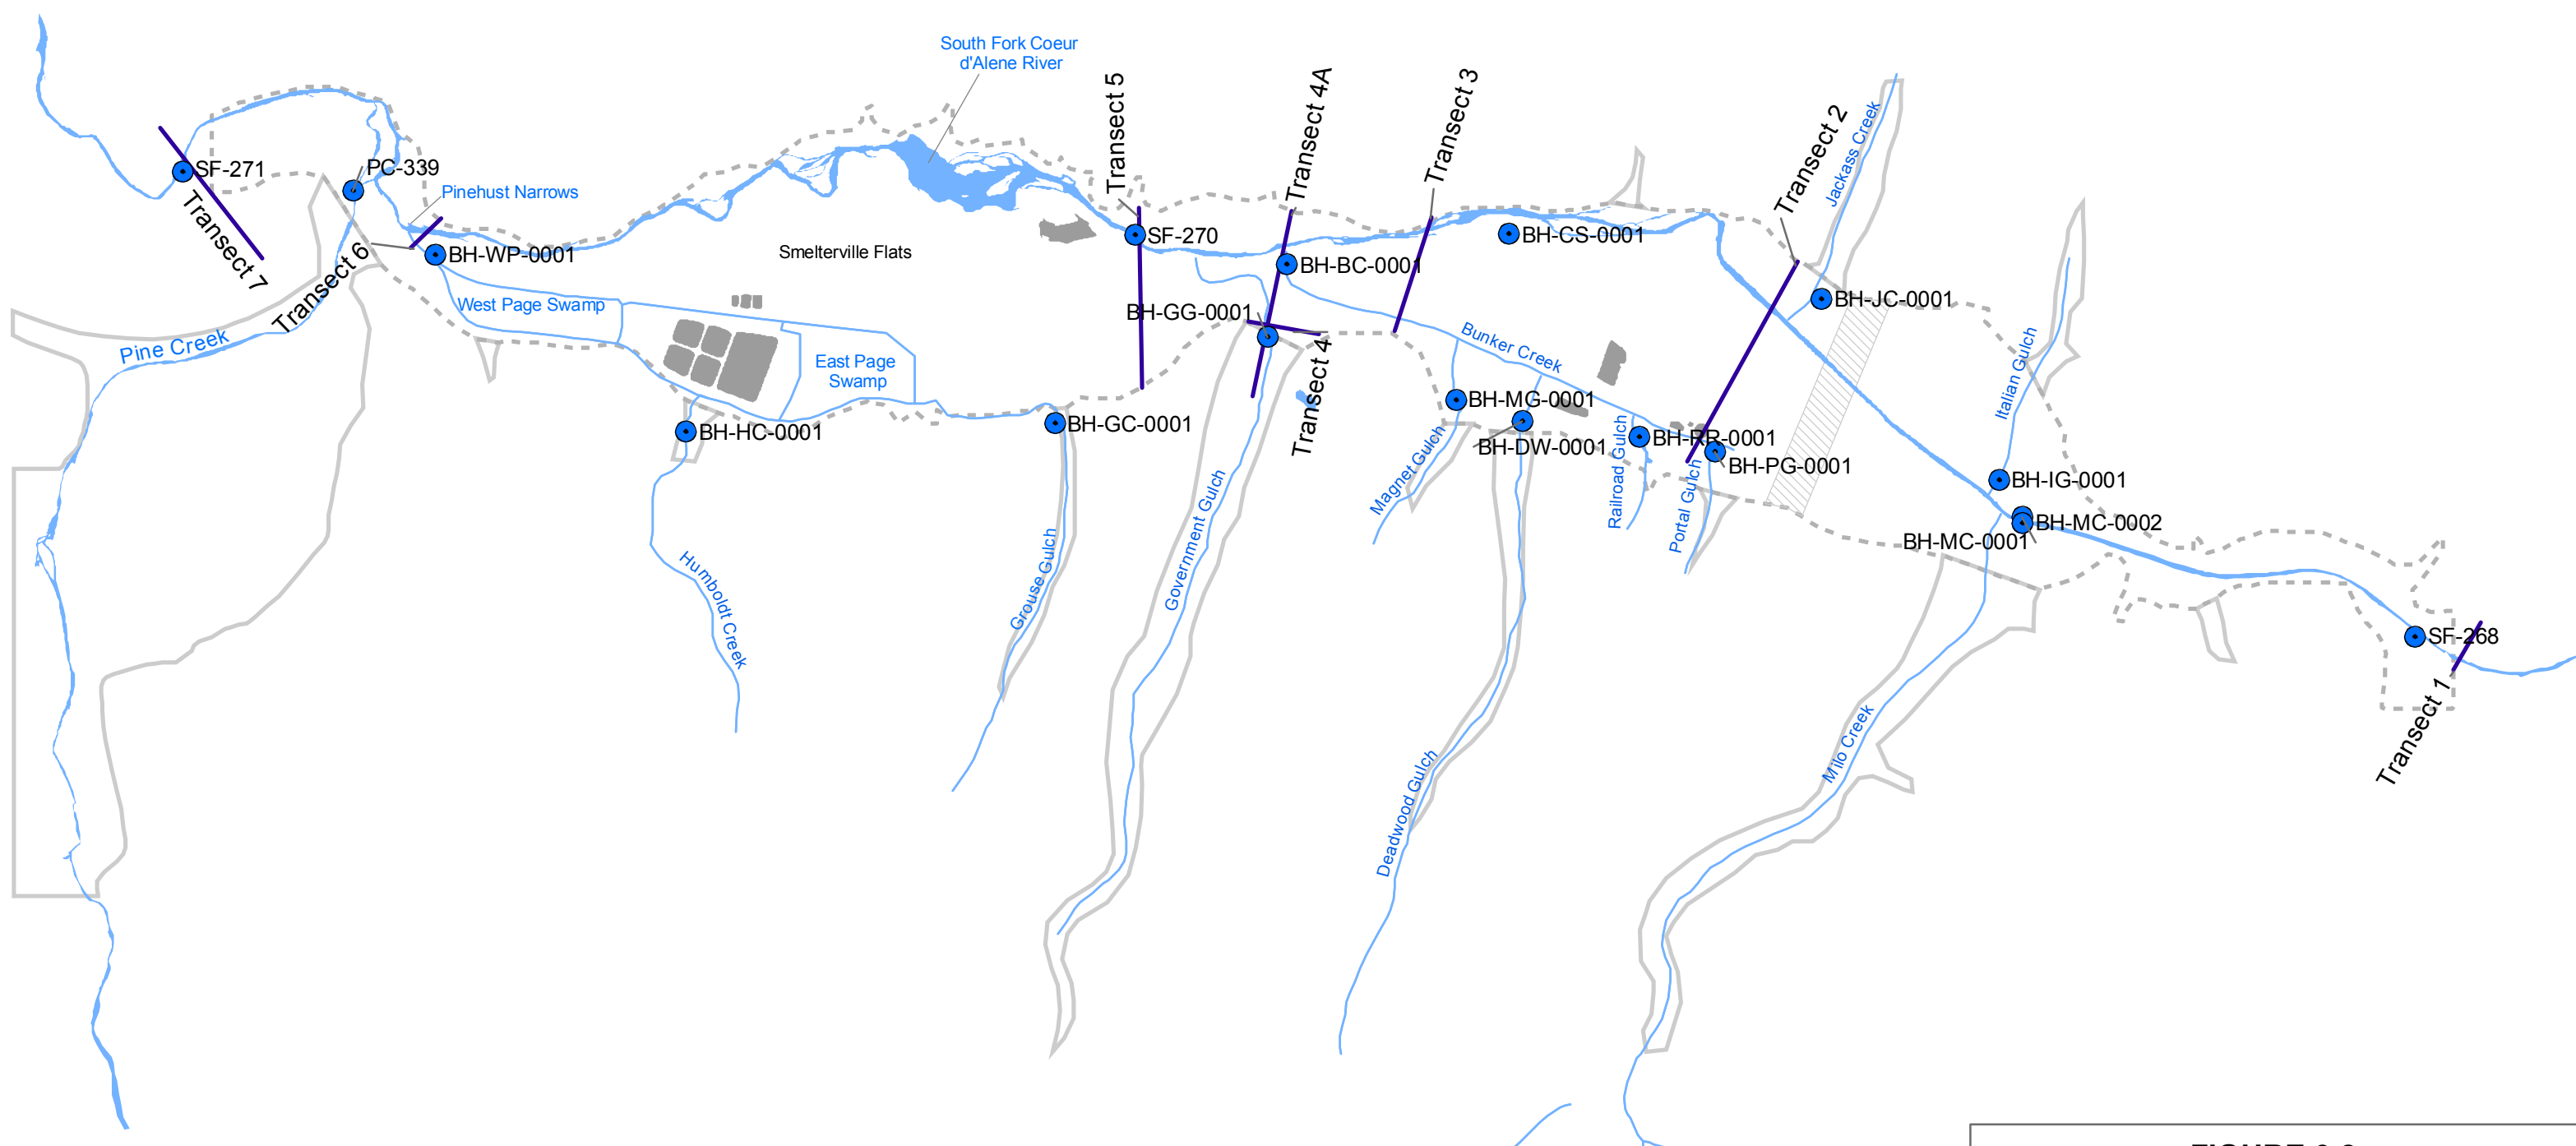 South Fork Coeur
d'Alene River
Transect 5
Transect 4A
Transect 3
Transect 2
Jackass Creek
SF-271
PC-339
Pinehust Narrows
Transect 7
Transect 6
BH-WP-0001
Smelterville Flats
SF-270
BH-BC-0001
BH-CS-0001
BH-JC-0001
West Page Swamp
BH-GG-0001
Pine Creek
East Page
Swamp
Bunker Creek
Transect 4
Italian Gulch
BH-HC-0001
BH-GC-0001
BH-MG-0001
BH-DW-0001
BH-RR-0001
BH-PG-0001
Magnet Gulch
Railroad Gulch
Portal Gulch
BH-IG-0001
BH-MC-0002
BH-MC-0001
Humboldt Creek
Grouse Gulch
Government Gulch
SF-268
Transect 1
Deadwood Gulch
Milo Creek